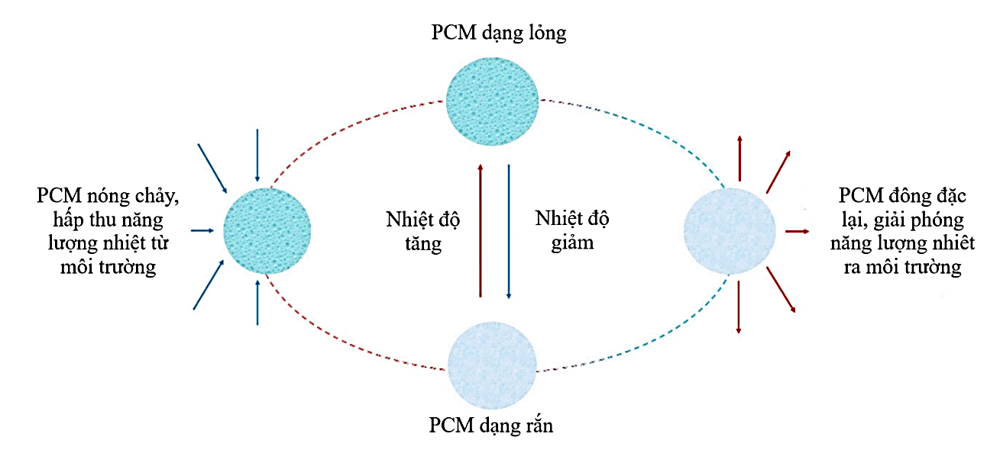 PCM dạng lỏng
PCM nóng chảy,
hấp thu năng
lượng nhiệt từ
môi trường
Nhiệt độ
tăng
Nhiệt độ
giảm
PCM đông đặc
lại, giải phóng
năng lượng nhiêt
ra môi trường
PCM dạng rắn